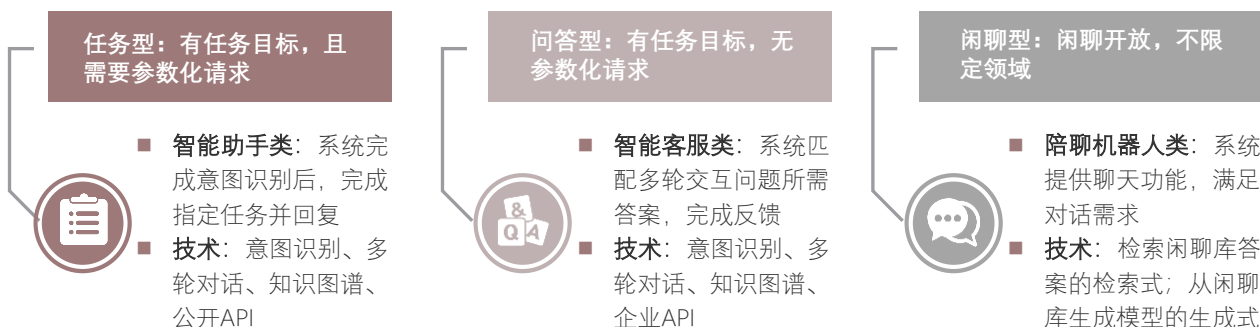 任务型：有任务目标，且
需要参数化请求
■ 智能助手类：系统完
成意图识别后，完成
指定任务并回复
■ 技术：意图识别、多
轮对话、知识图谱、
公开API
问答型：有任务目标，无
参数化请求
& Q A
■ 智能客服类：系统匹
配多轮交互问题所需
答案，完成反馈
■ 技术：意图识别、多
轮对话、知识图谱、
企业API
闲聊型：闲聊开放，不限
定领域
■ 陪聊机器人类：系统
提供聊天功能，满足
对话需求
■ 技术：检索闲聊库答
案的检索式；从闲聊
库生成模型的生成式